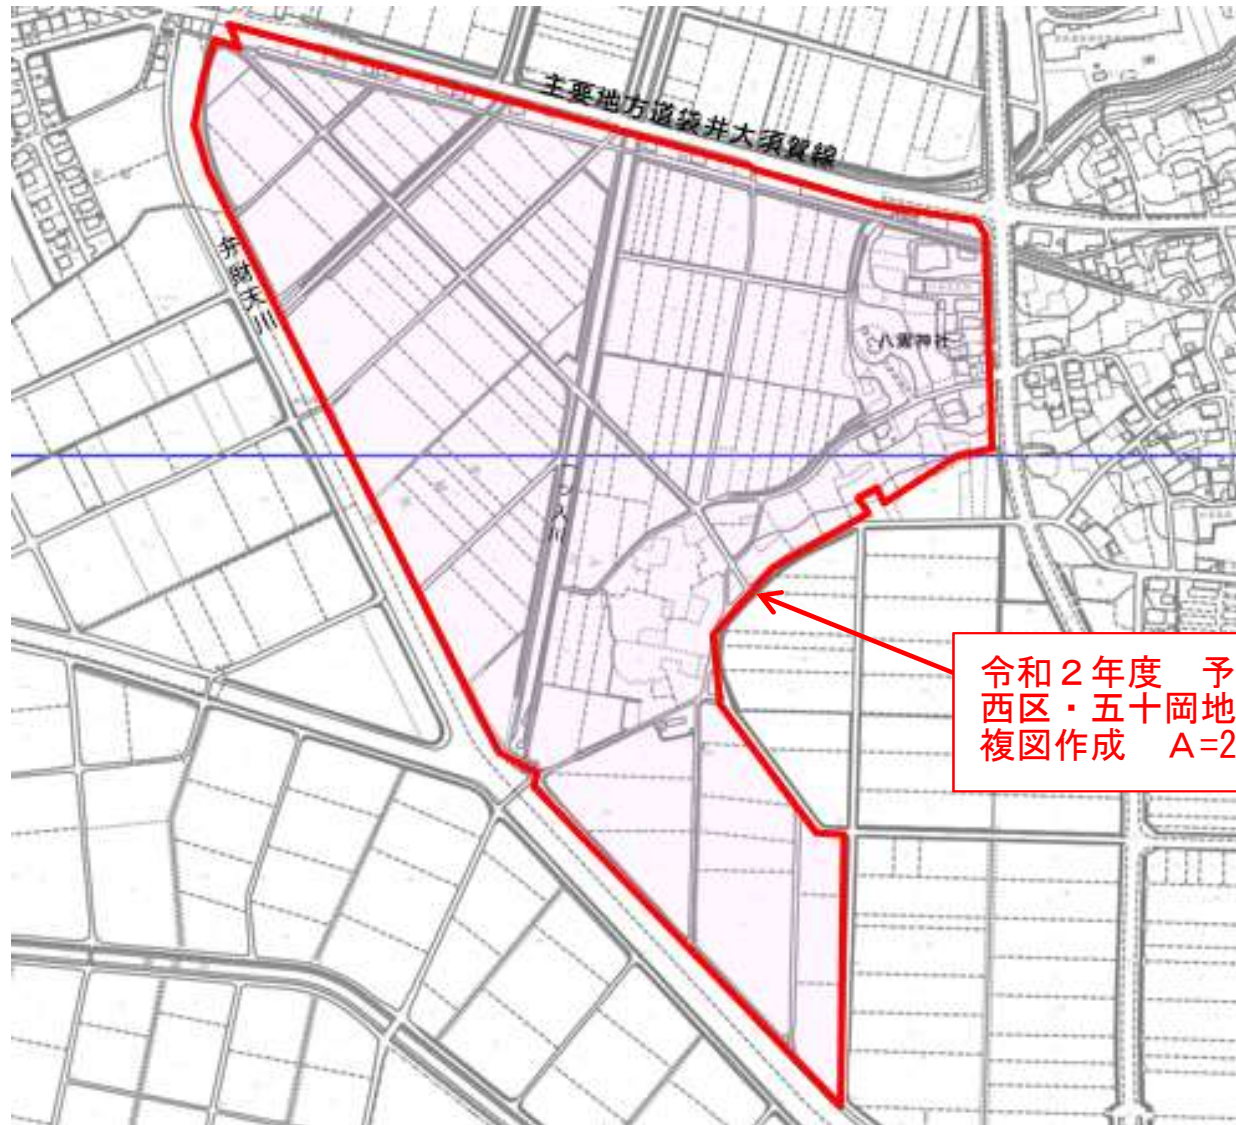 主要地方道袋井大須賀線
弁財天川
八雲神社
令和２年度　予
西区・五十岡地
複図作成　Ａ=2